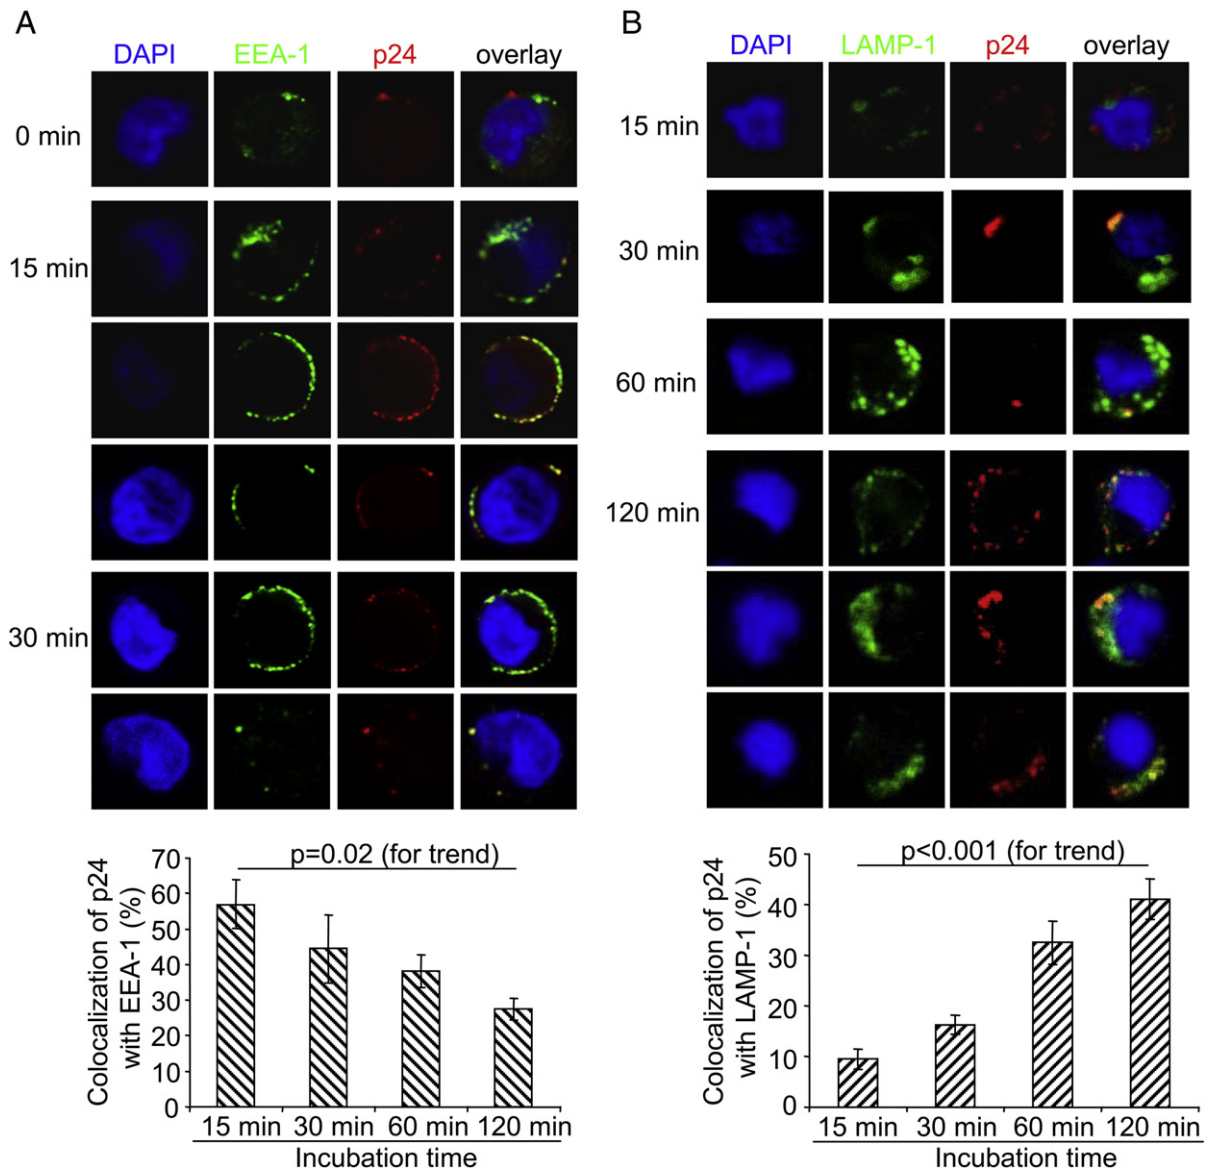 A
DAPI EEA-1 p24 overlay
0 min
15 min
30 min
p=0.02 (for trend)
Colocalization of p24
with EEA-1 (%)
70
60
50
40
30
20
10
0
15 min 30 min 60 min 120 min
Incubation time
B
DAPI LAMP-1 p24 overlay
15 min
30 min
60 min
120 min
p<0.001 (for trend)
Colocalization of p24
with LAMP-1 (%)
50
40
30
20
10
0
15 min 30 min 60 min 120 min
Incubation time